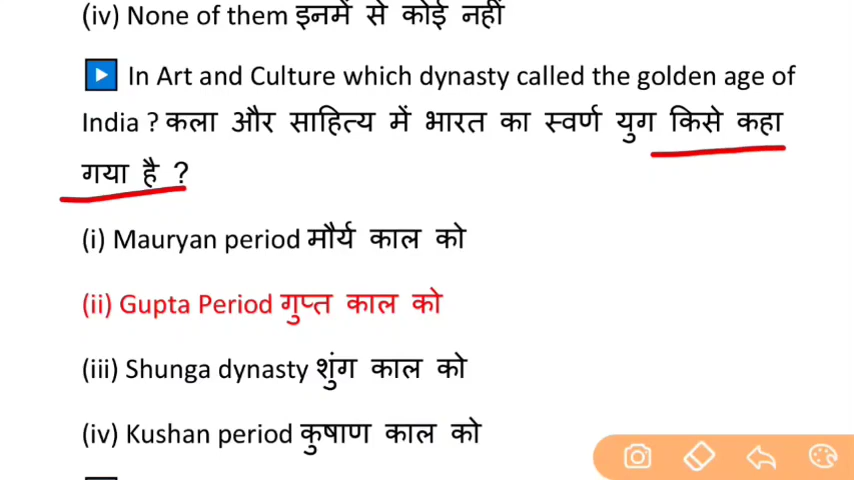 (iv) None of them इनमें से कोई नहीं
In Art and Culture which dynasty called the golden age of
India ? कला और साहित्य में भारत का स्वर्ण युग किसे कहा
गया है ?
(i) Mauryan period मौर्य काल को
(ii) Gupta Period गुप्त काल को
(iii) Shunga dynasty शुंग काल को
(iv) Kushan period कुषाण काल को